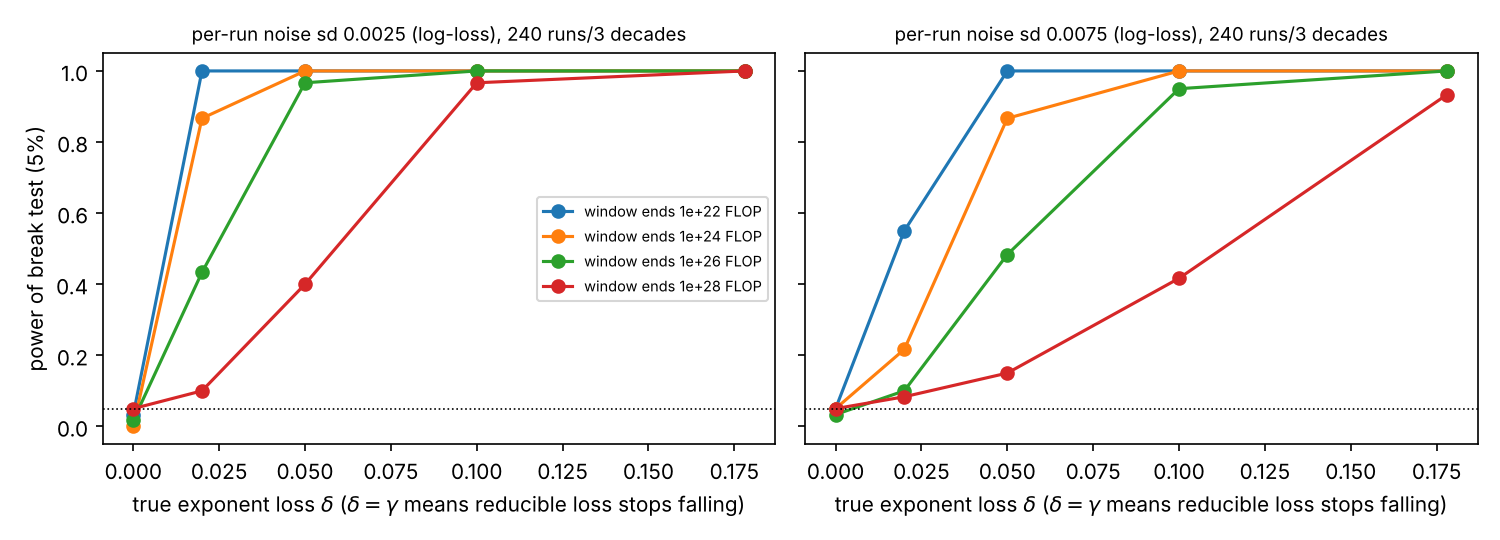 per-run noise sd 0.0025 (log-loss), 240 runs/3 decades
per-run noise sd 0.0075 (log-loss), 240 runs/3 decades
power of break test (5%)
1.0
0.8
0.6
0.4
0.2
0.0
window ends 1e+22 FLOP
window ends 1e+24 FLOP
window ends 1e+26 FLOP
window ends 1e+28 FLOP
0.000 0.025 0.050 0.075 0.100 0.125 0.150 0.175
0.000 0.025 0.050 0.075 0.100 0.125 0.150 0.175
true exponent loss δ (δ = γ means reducible loss stops falling)
true exponent loss δ (δ = γ means reducible loss stops falling)